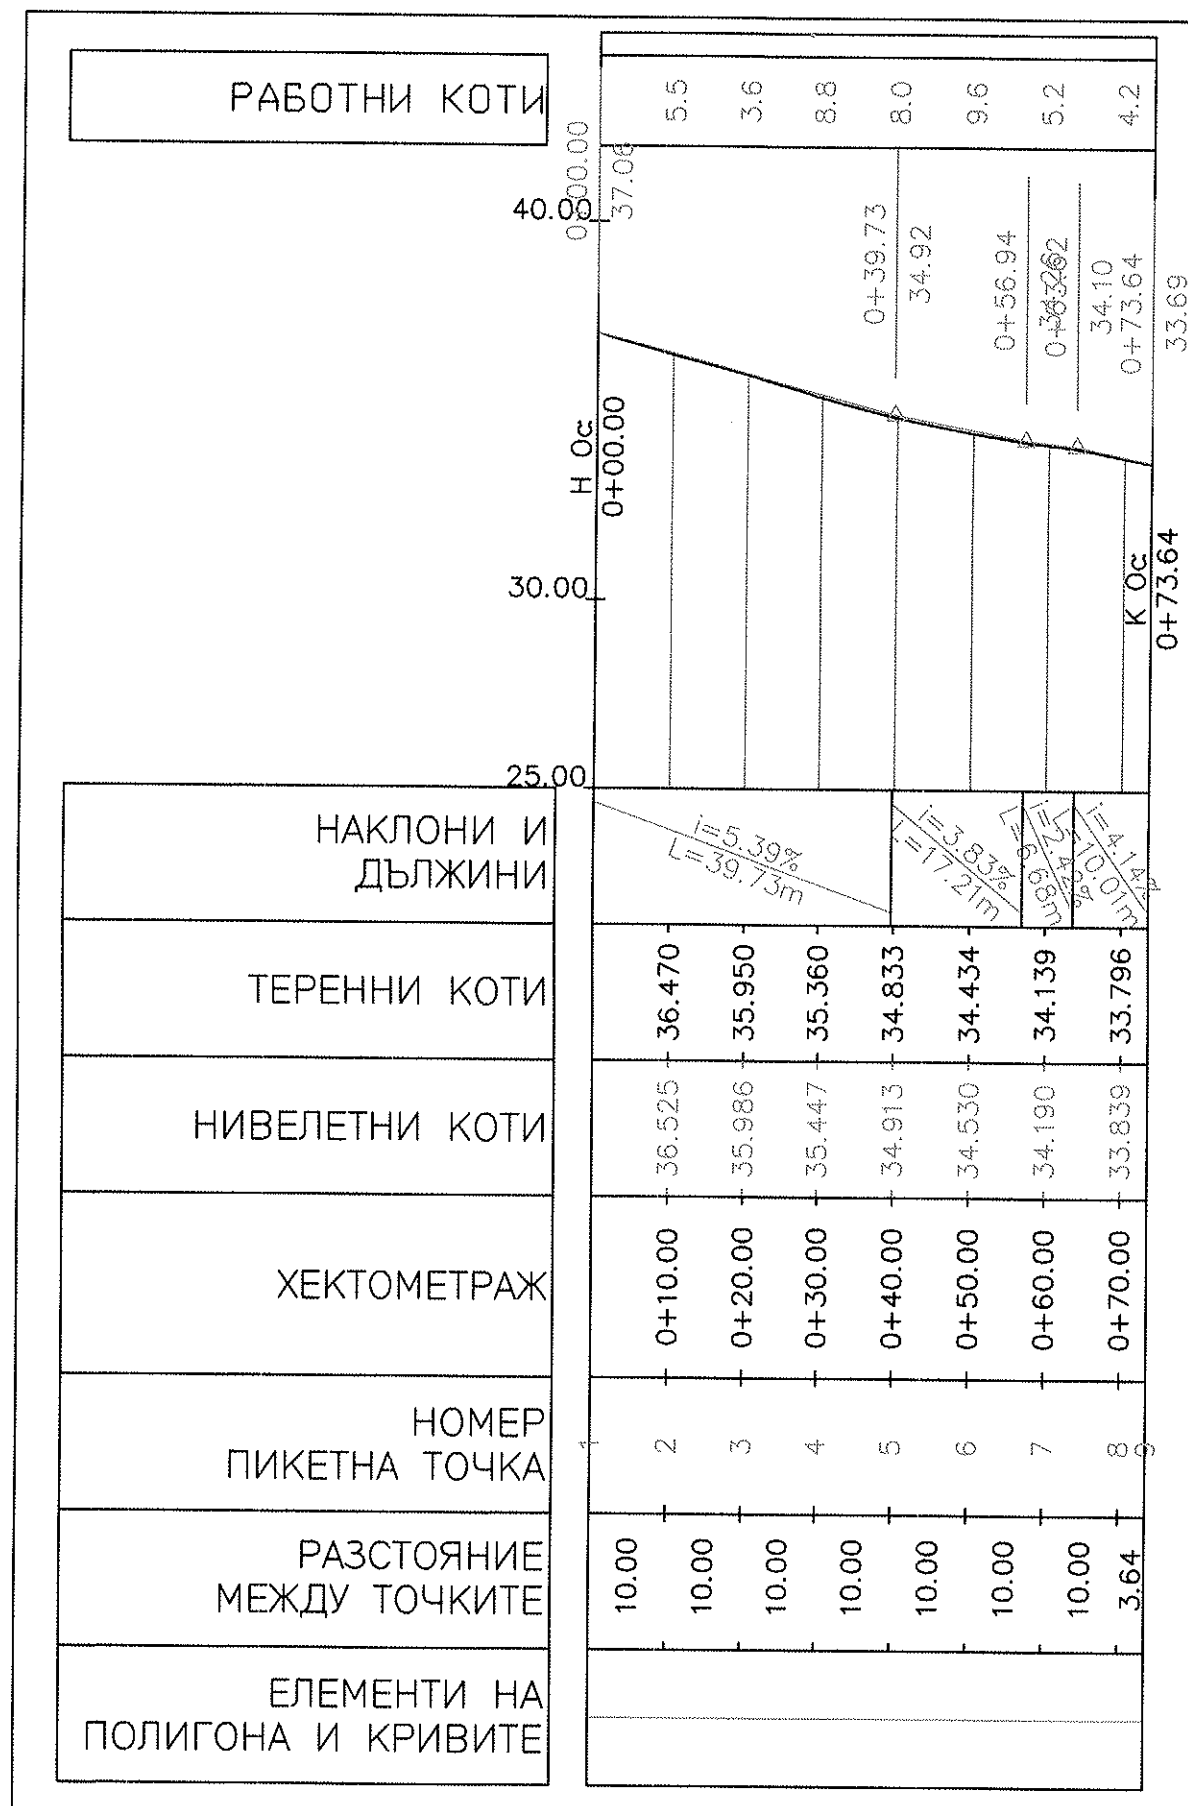 РАБОТНИ КОТИ
5.5 3.6 8.8 8.0 9.6 5.2 4.2
37.06
40.00
0+39.73
34.92
0+56.94
34.10
0+73.64
33.69
Н Ос
0+00.00
30.00
К Ос
0+73.64
25.00
НАКЛОНИ И
ДЪЛЖИНИ
i=5.39%
L=39.73m
i=3.83%
L=17.21m
i=2.42%
L=6.68m
L=10.01m
ТЕРЕННИ КОТИ
36.470 35.950 35.360 34.833 34.434 34.139 33.796
НИВЕЛЕТНИ КОТИ
36.525 35.986 35.447 34.913 34.530 34.190 33.839
ХЕКТОМЕТРАЖ
0+10.00 0+20.00 0+30.00 0+40.00 0+50.00 0+60.00 0+70.00
НОМЕР
ПИКЕТНА ТОЧКА
1 2 3 4 5 6 7 8 9
РАЗСТОЯНИЕ
МЕЖДУ ТОЧКИТЕ
10.00 10.00 10.00 10.00 10.00 10.00 10.00 3.64
ЕЛЕМЕНТИ НА
ПОЛИГОНА И КРИВИТЕ